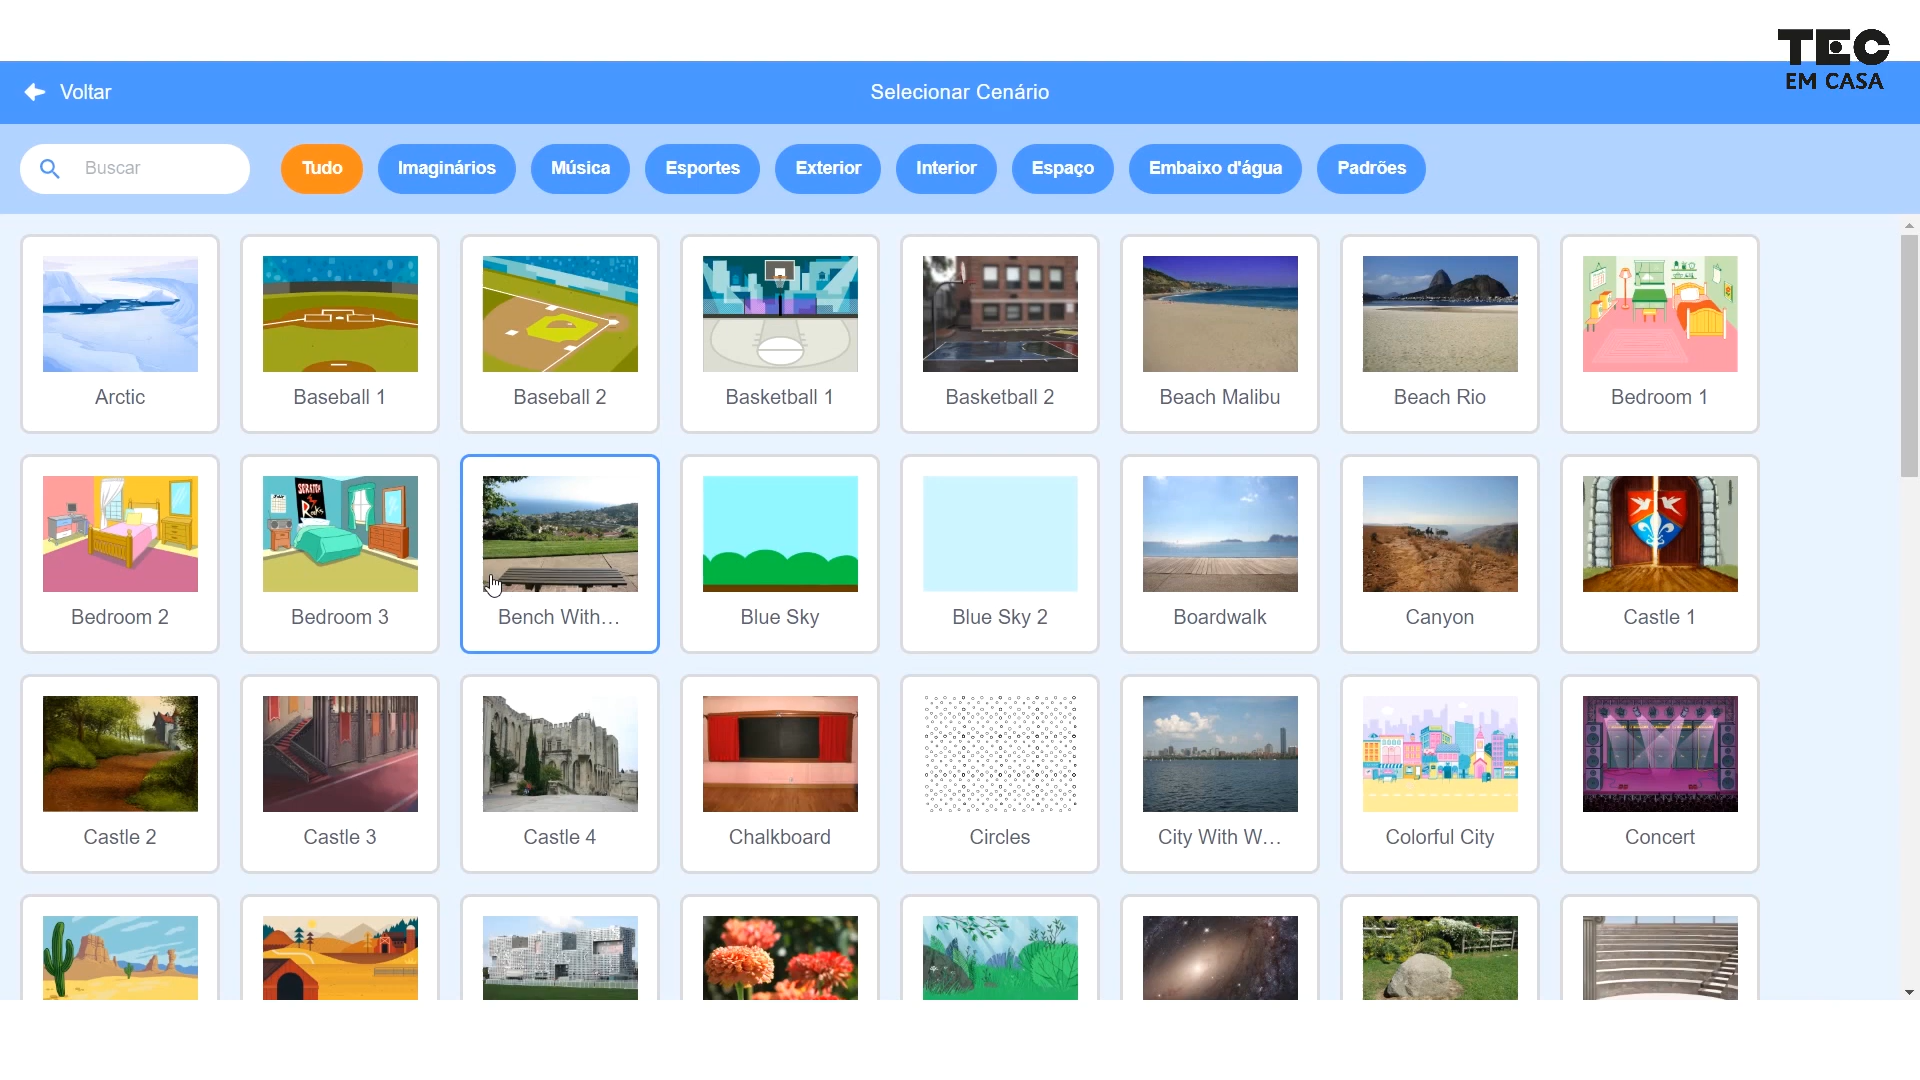 TEC
EM CASA
Voltar
Selecionar Cenário
Buscar
Tudo
Imaginários
Música
Esportes
Exterior
Interior
Espaço
Embaixo d'água
Padrões
Arctic
Baseball 1
Baseball 2
Basketball 1
Basketball 2
Beach Malibu
Beach Rio
Bedroom 1
SCRATCH
Rocks
Bedroom 2
Bedroom 3
Bench With...
Blue Sky
Blue Sky 2
Boardwalk
Canyon
Castle 1
Castle 2
Castle 3
Castle 4
Chalkboard
Circles
City With W...
Colorful City
Concert